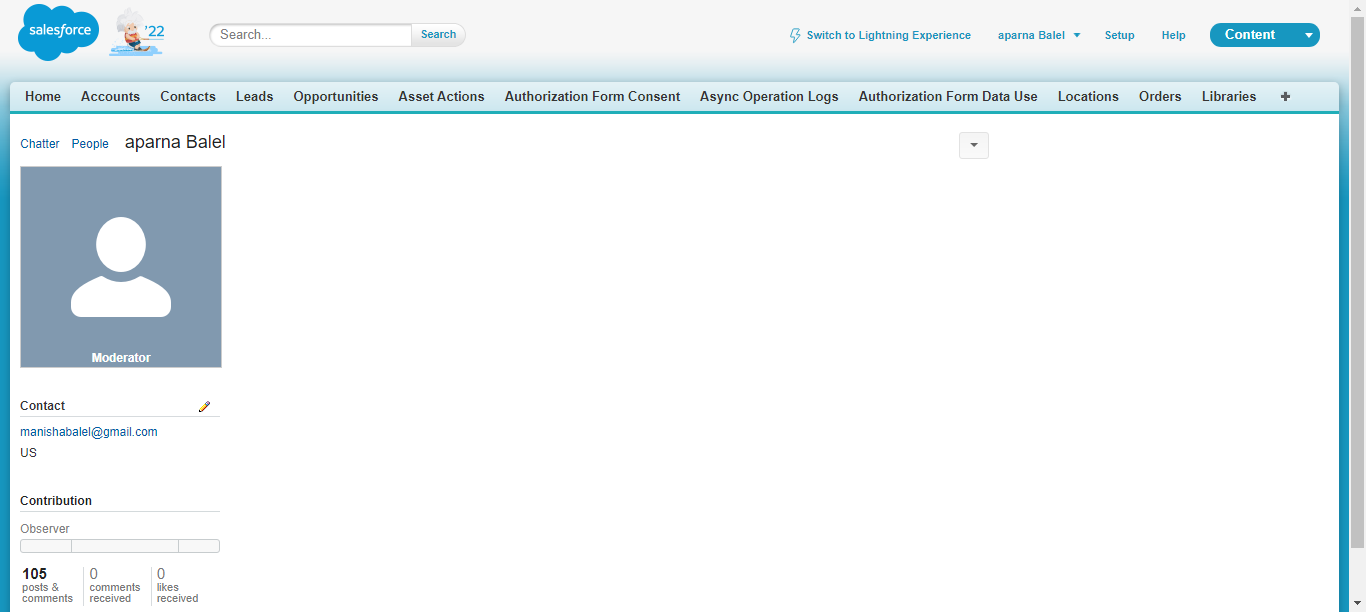 salesforce
'22
Search...
Search
Switch to Lightning Experience
aparna Balel
Setup
Help
Content
Home Accounts Contacts Leads Opportunities Asset Actions Authorization Form Consent Async Operation Logs Authorization Form Data Use Locations Orders Libraries +
Chatter People aparna Balel
Moderator
Contact
manishabalel@gmail.com
US
Contribution
Observer
105 0 0
posts & comments likes
comments received received